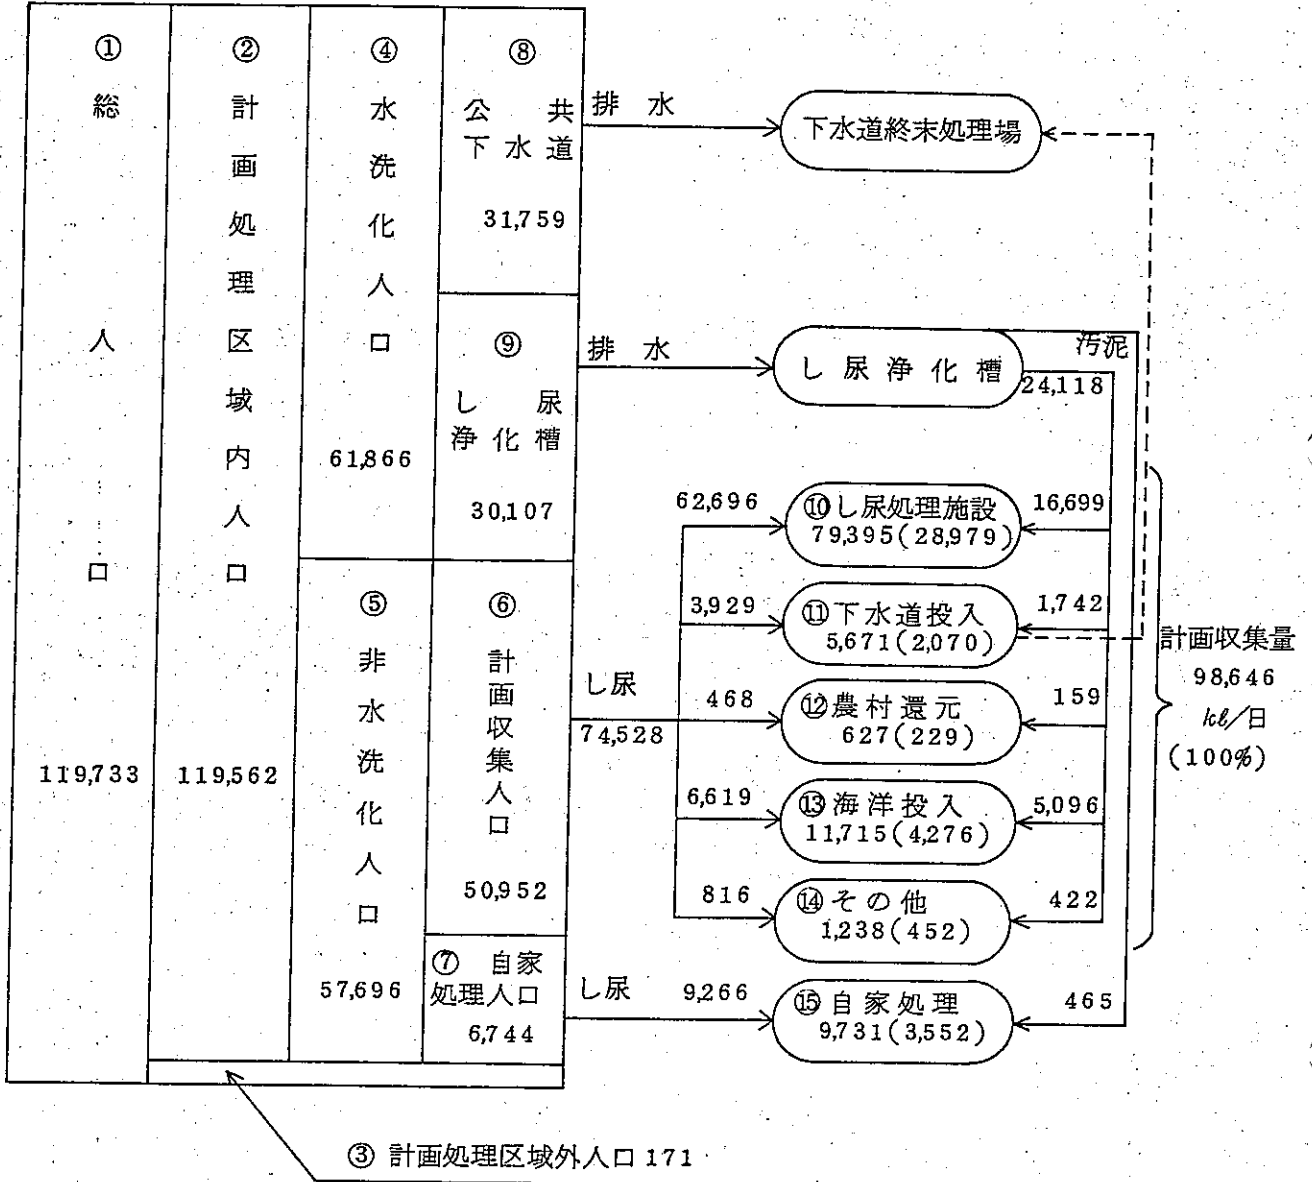 ① 総人口 119,733
② 計画処理区域内人口 119,562
④ 水洗化人口 61,866
⑧ 公共
下水道
31,759
排水
下水道終末処理場
⑨ し尿
浄化槽
30,107
排水
し尿浄化槽
汚泥
24,118
⑤ 非水洗化人口 57,696
⑥ 計画収集人口 50,952
し尿
74,528
62,696
⑩し尿処理施設
79,395(28,979)
16,699
3,929
⑪下水道投入
5,671(2,070)
1,742
468
⑫農村還元
627(229)
159
6,619
⑬海洋投入
11,715(4,276)
5,096
816
⑭その他
1,238(452)
422
計画収集量
98,646
kℓ/日
(100%)
⑦ 自家
処理人口
6,744
し尿
9,266
⑮自家処理
9,731(3,552)
465
③ 計画処理区域外人口 171